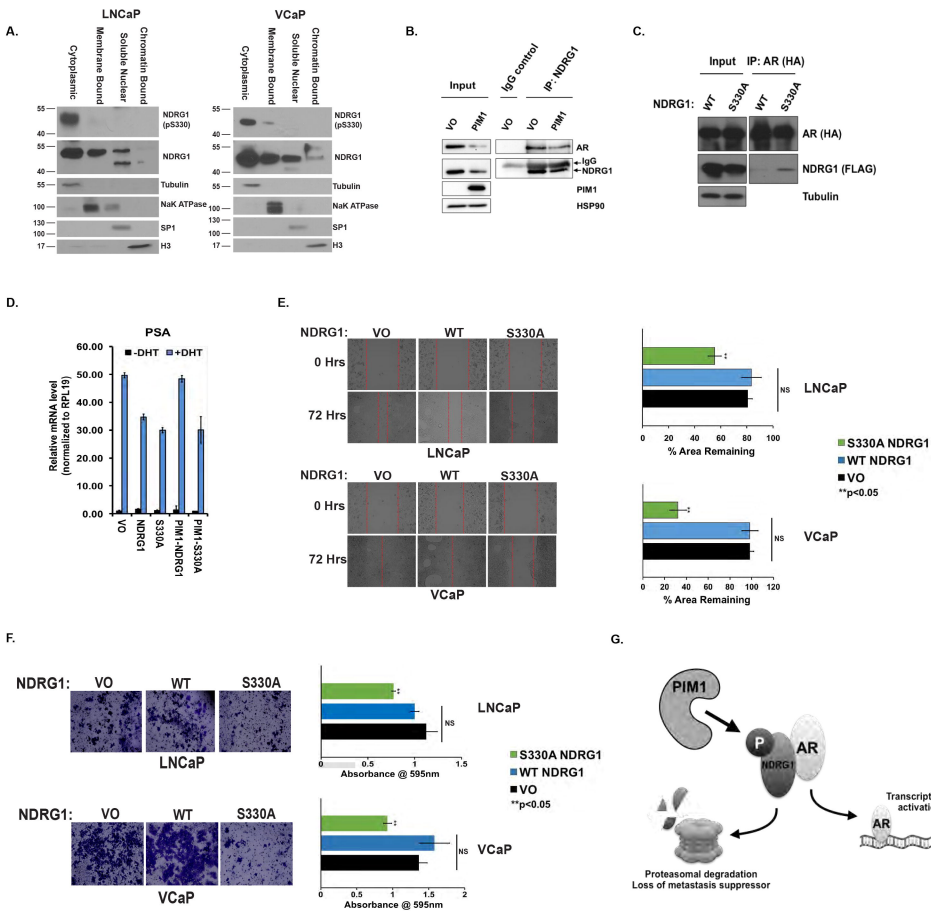 A.
LNCaP
Cytoplasmic
Membrane Bound
Soluble Nuclear
Chromatin Bound
55
40
NDRG1
(pS330)
55
40
NDRG1
55
Tubulin
100
NaK ATPase
130
100
SP1
17
H3
VCaP
Cytoplasmic
Membrane Bound
Soluble Nuclear
Chromatin Bound
55
40
NDRG1
(pS330)
55
40
NDRG1
55
Tubulin
100
NaK ATPase
130
100
SP1
17
H3
B.
Input
IgG control
IP: NDRG1
VO
PIM1
VO
VO
PIM1
AR
IgG
NDRG1
PIM1
HSP90
C.
Input
IP: AR (HA)
NDRG1:
WT
S330A
WT
S330A
AR (HA)
NDRG1 (FLAG)
Tubulin
D.
PSA
-DHT
+DHT
Relative mRNA level
(normalized to RPL19)
60.00
50.00
40.00
30.00
20.00
10.00
0.00
VO
NDRG1
S330A
PIM1-NDRG1
PIM1-S330A
E.
NDRG1:
VO
WT
S330A
0 Hrs
72 Hrs
LNCaP
NDRG1:
VO
WT
S330A
0 Hrs
72 Hrs
VCaP
**
NS
LNCaP
0 20 40 60 80 100
% Area Remaining
S330A NDRG1
WT NDRG1
VO
**p<0.05
**
NS
VCaP
0 20 40 60 80 100
% Area Remaining
F.
NDRG1:
VO
WT
S330A
LNCaP
NDRG1:
VO
WT
S330A
VCaP
**
NS
LNCaP
0 0.5 1 1.5
Absorbance @ 595nm
S330A NDRG1
WT NDRG1
VO
**p<0.05
**
NS
VCaP
0 0.5 1 1.5 2
Absorbance @ 595nm
G.
PIM1
P
NDRG1
AR
Transcript
activatio
AR
Proteasomal degradation
Loss of metastasis suppressor